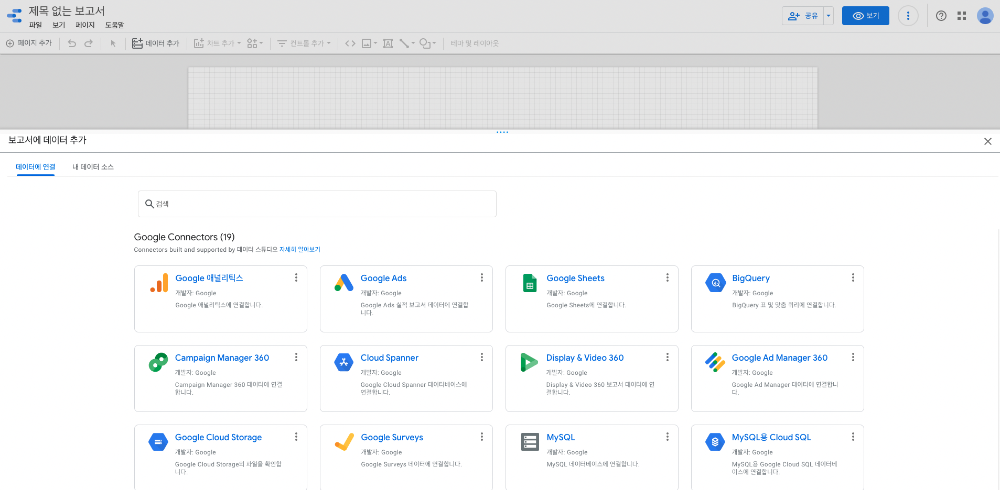 제목 없는 보고서
파일 보기 페이지 도움말
공유
보기
페이지 추가
데이터 추가
차트 추가
컨트롤 추가
테마 및 레이아웃
보고서에 데이터 추가
데이터에 연결
내 데이터 소스
검색
Google Connectors (19)
Connectors built and supported by 데이터 스튜디오 자세히 알아보기
Google 애널리틱스
개발자: Google
Google 애널리틱스에 연결합니다.
Google Ads
개발자: Google
Google Ads 실적 보고서 데이터에 연결합
니다.
Google Sheets
개발자: Google
Google Sheets에 연결합니다.
BigQuery
개발자: Google
BigQuery 표 및 맞춤 쿼리에 연결합니다.
Campaign Manager 360
개발자: Google
Campaign Manager 360 데이터에 연결
합니다.
Cloud Spanner
개발자: Google
Google Cloud Spanner 데이터베이스에
연결합니다.
Display & Video 360
개발자: Google
Display & Video 360 보고서 데이터에 연
결합니다.
Google Ad Manager 360
개발자: Google
Google Ad Manager 데이터에 연결합니
다.
Google Cloud Storage
개발자: Google
Google Cloud Storage의 파일을 확인합
니다.
Google Surveys
개발자: Google
Google Surveys 데이터에 연결합니다.
MySQL
개발자: Google
MySQL 데이터베이스에 연결합니다.
MySQL용 Cloud SQL
개발자: Google
MySQL용 Google Cloud SQL 데이터베
이스에 연결합니다.